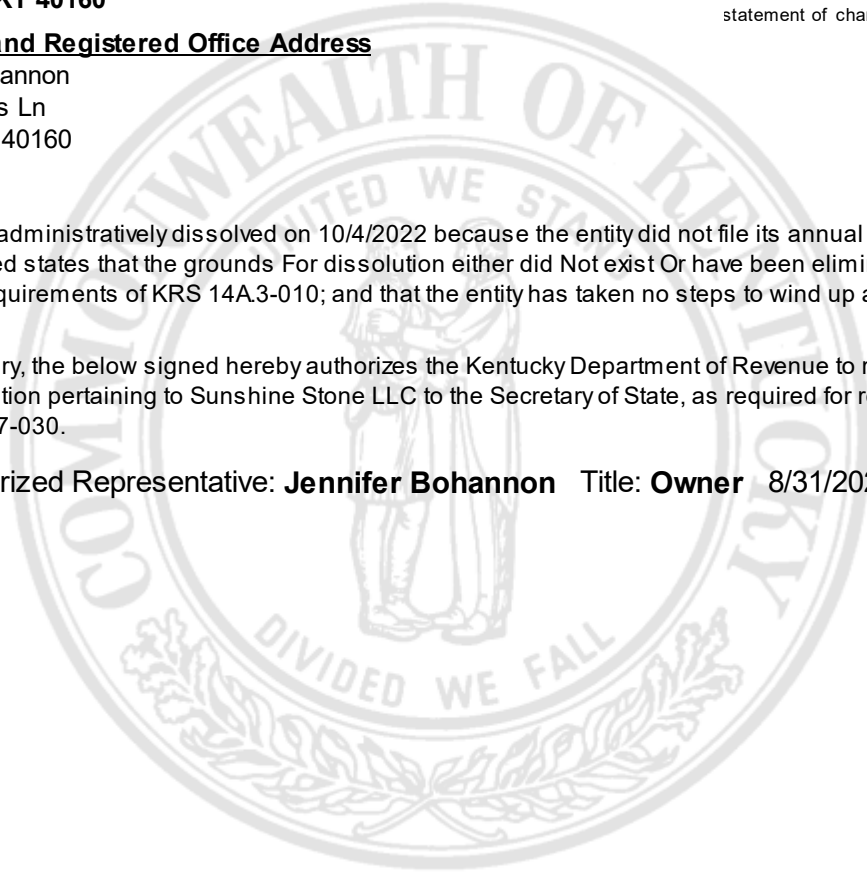 KY 40160
statement of cha
and Registered Office Address
annon
s Ln
40160
administratively dissolved on 10/4/2022 because the entity did not file its annual
ed states that the grounds For dissolution either did Not exist Or have been elimi
quirements of KRS 14A.3-010; and that the entity has taken no steps to wind up a
ry, the below signed hereby authorizes the Kentucky Department of Revenue to r
tion pertaining to Sunshine Stone LLC to the Secretary of State, as required for r
7-030.
rized Representative: Jennifer Bohannon Title: Owner 8/31/202
COMMONWEALTH OF KENTUCKY
UNITED WE STAND
DIVIDED WE FALL